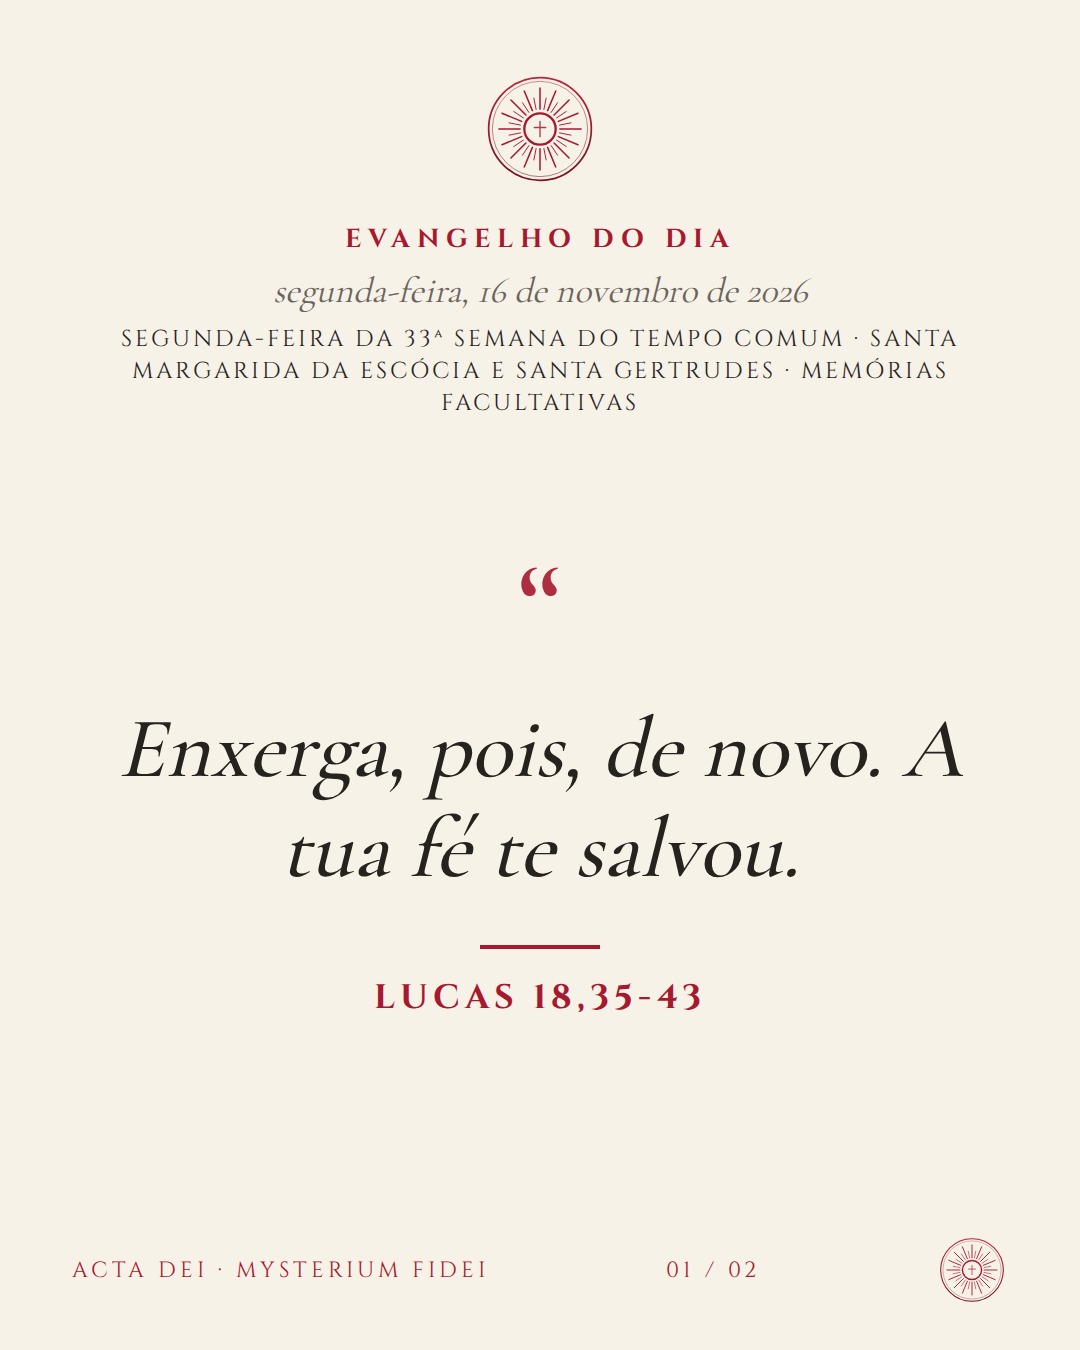 EVANGELHO DO DIA
segunda-feira, 16 de novembro de 2026
SEGUNDA-FEIRA DA 33ª SEMANA DO TEMPO COMUM · SANTA
MARGARIDA DA ESCÓCIA E SANTA GERTRUDES · MEMÓRIAS
FACULTATIVAS
“
Enxerga, pois, de novo. A
tua fé te salvou.
LUCAS 18,35-43
ACTA DEI · MYSTERIUM FIDEI
01 / 02